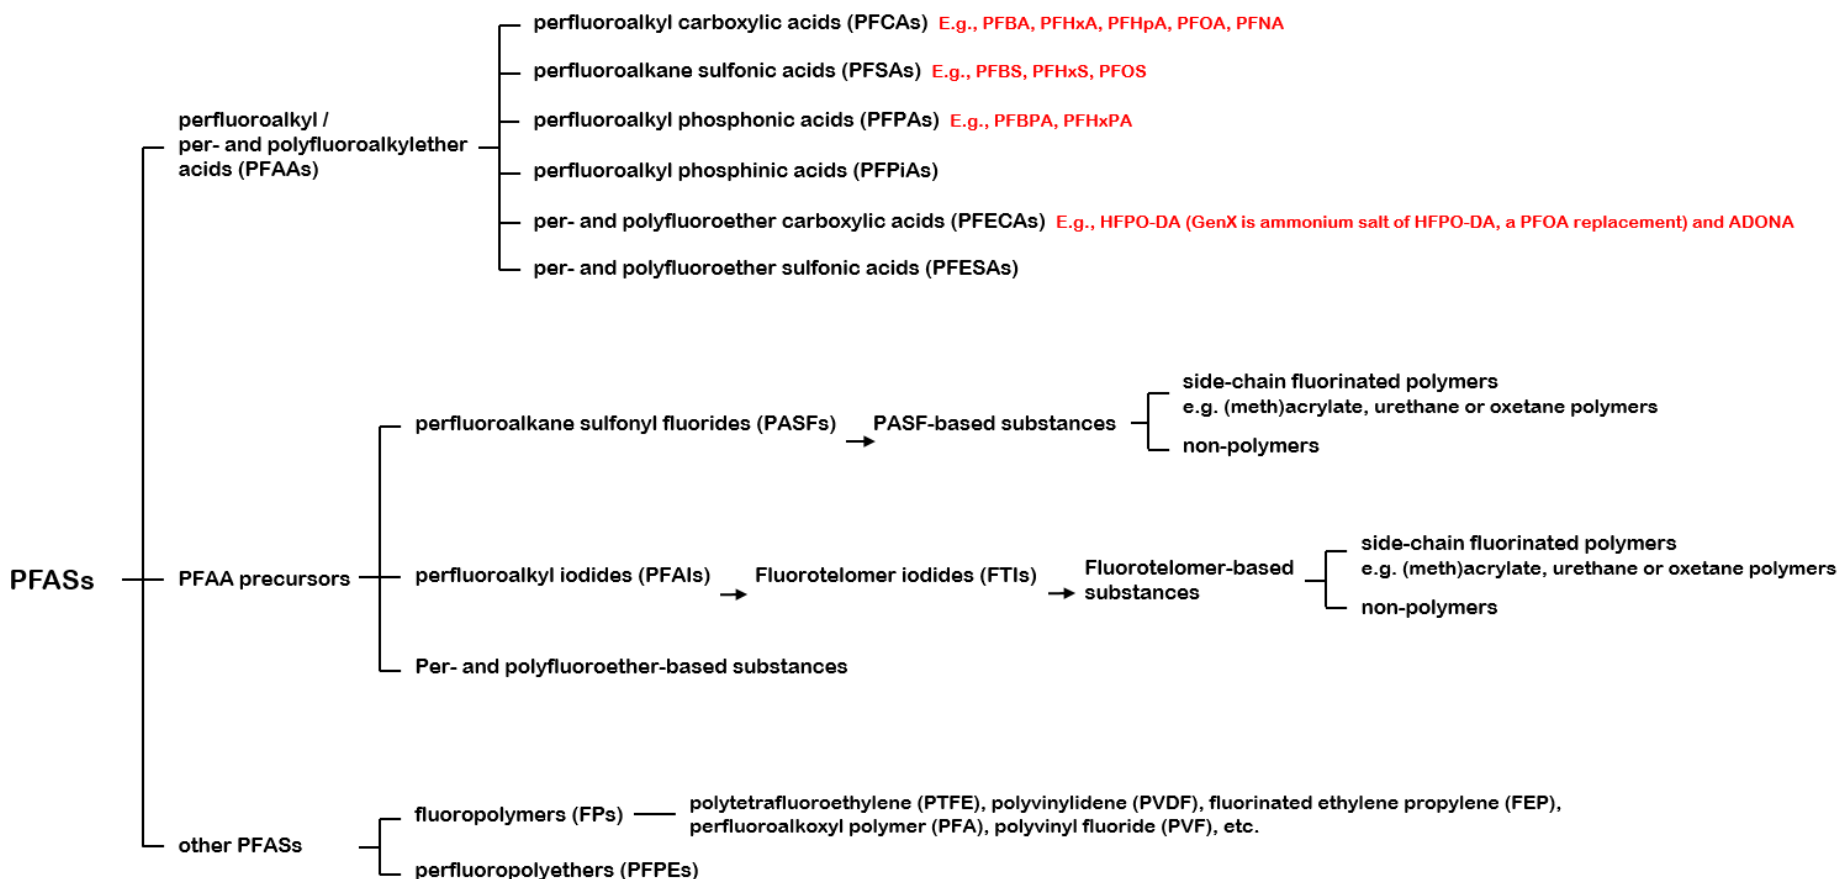 perfluoroalkyl carboxylic acids (PFCAs) E.g., PFBA, PFHxA, PFHpA, PFOA, PFNA
perfluoroalkane sulfonic acids (PFSAs) E.g., PFBS, PFHxS, PFOS
perfluoroalkyl /
per- and polyfluoroalkylether
acids (PFAAs)
perfluoroalkyl phosphonic acids (PFPAs) E.g., PFBPA, PFHxPA
perfluoroalkyl phosphinic acids (PFPiAs)
per- and polyfluoroether carboxylic acids (PFECAs) E.g., HFPO-DA (GenX is ammonium salt of HFPO-DA, a PFOA replacement) and ADONA
per- and polyfluoroether sulfonic acids (PFESAs)
perfluoroalkane sulfonyl fluorides (PASFs)
PASF-based substances
side-chain fluorinated polymers
e.g. (meth)acrylate, urethane or oxetane polymers
non-polymers
PFASs
PFAA precursors
perfluoroalkyl iodides (PFAIs)
Fluorotelomer iodides (FTIs)
Fluorotelomer-based
substances
side-chain fluorinated polymers
e.g. (meth)acrylate, urethane or oxetane polymers
non-polymers
Per- and polyfluoroether-based substances
other PFASs
fluoropolymers (FPs)
polytetrafluoroethylene (PTFE), polyvinylidene (PVDF), fluorinated ethylene propylene (FEP),
perfluoroalkoxyl polymer (PFA), polyvinyl fluoride (PVF), etc.
perfluoropolyethers (PFPEs)